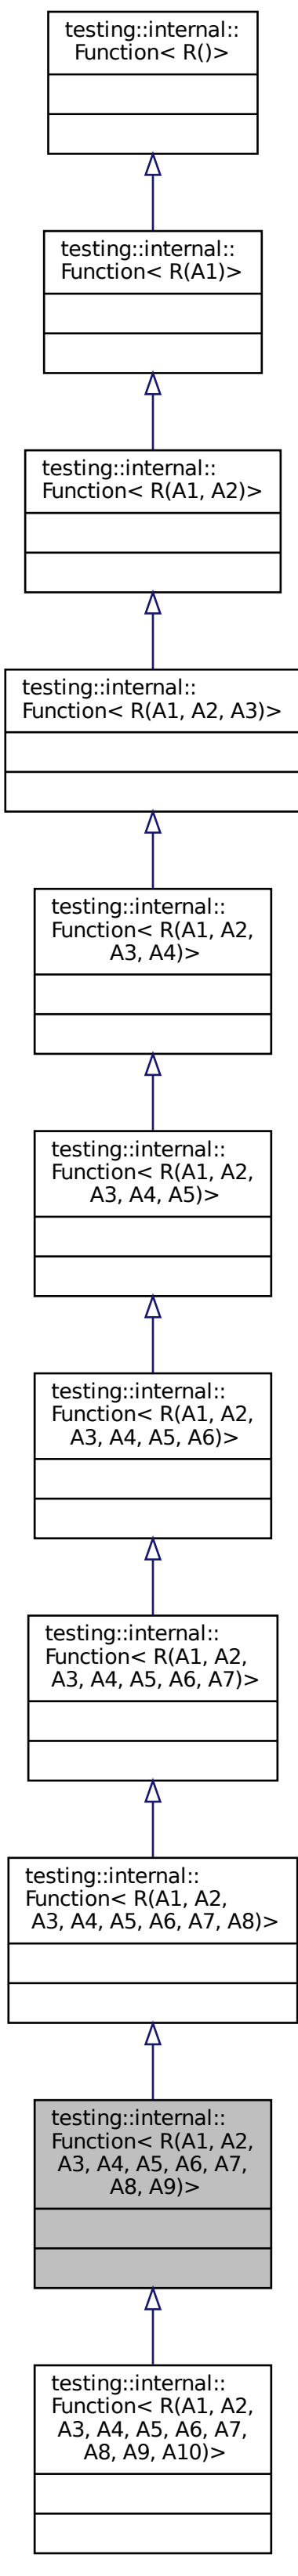 testing::internal::
Function< R()>
testing::internal::
Function< R(A1)>
testing::internal::
Function< R(A1, A2)>
testing::internal::
Function< R(A1, A2, A3)>
testing::internal::
Function< R(A1, A2,
A3, A4)>
testing::internal::
Function< R(A1, A2,
A3, A4, A5)>
testing::internal::
Function< R(A1, A2,
A3, A4, A5, A6)>
testing::internal::
Function< R(A1, A2,
A3, A4, A5, A6, A7)>
testing::internal::
Function< R(A1, A2,
A3, A4, A5, A6, A7, A8)>
testing::internal::
Function< R(A1, A2,
A3, A4, A5, A6, A7,
A8, A9)>
testing::internal::
Function< R(A1, A2,
A3, A4, A5, A6, A7,
A8, A9, A10)>